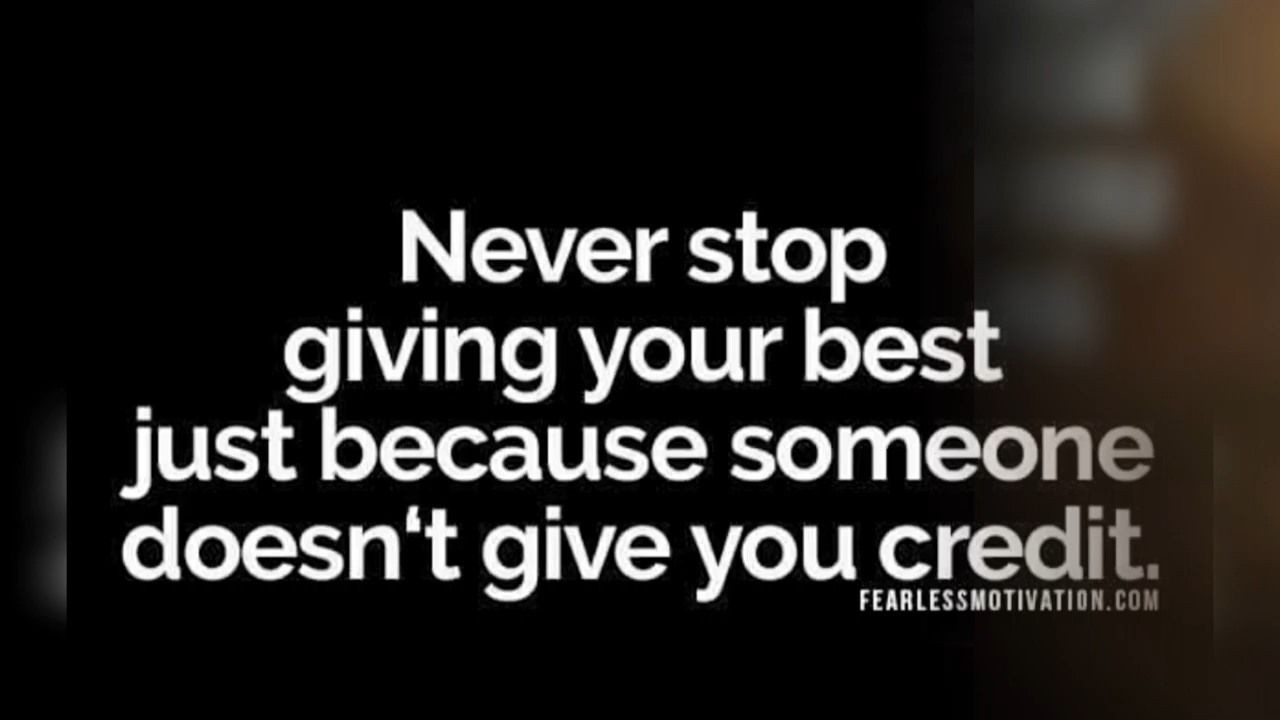 Never stop
giving your best
just because someone
doesn‘t give you credit.
FEARLESSMOTIVATION.COM